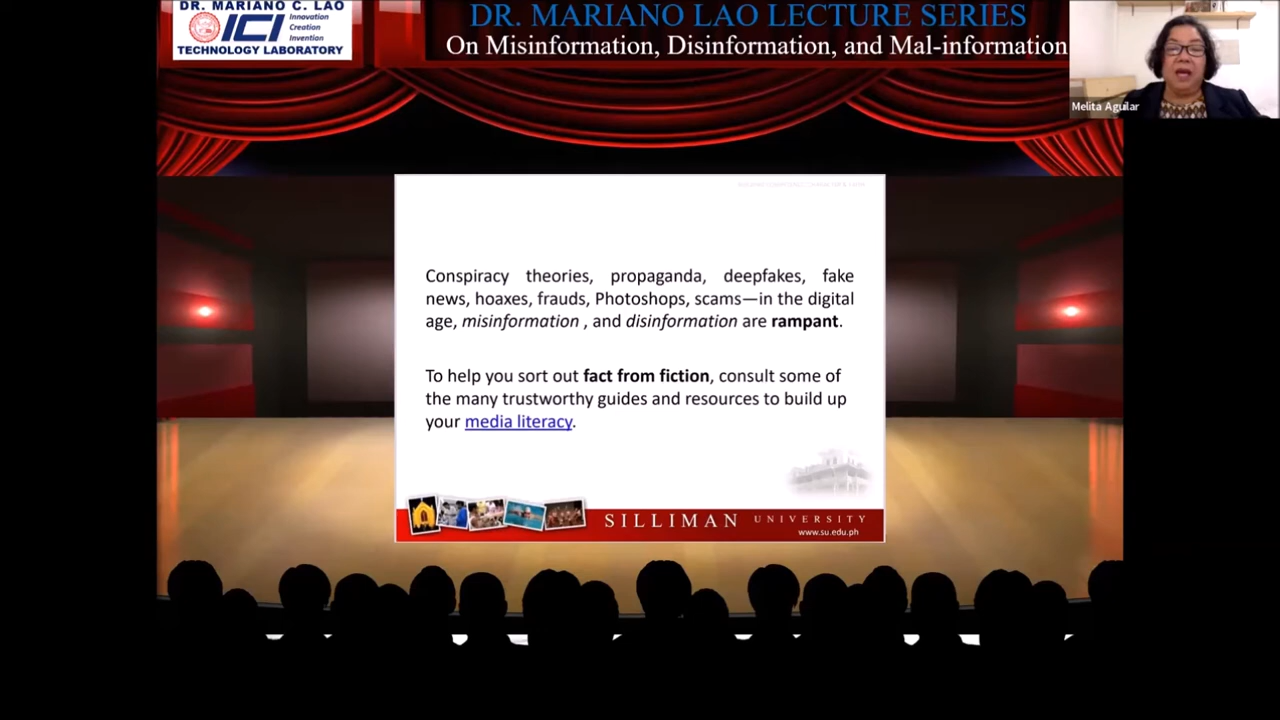 DR. MARIANO C. LAO
ICI
Innovation
Creation
Invention
TECHNOLOGY LABORATORY
DR. MARIANO LAO LECTURE SERIES
On Misinformation, Disinformation, and Mal-information
Melita Aguilar
Conspiracy theories, propaganda, deepfakes, fake
news, hoaxes, frauds, Photoshops, scams—in the digital
age, misinformation , and disinformation are rampant.
To help you sort out fact from fiction, consult some of
the many trustworthy guides and resources to build up
your media literacy.
SILLIMAN UNIVERSITY
www.su.edu.ph